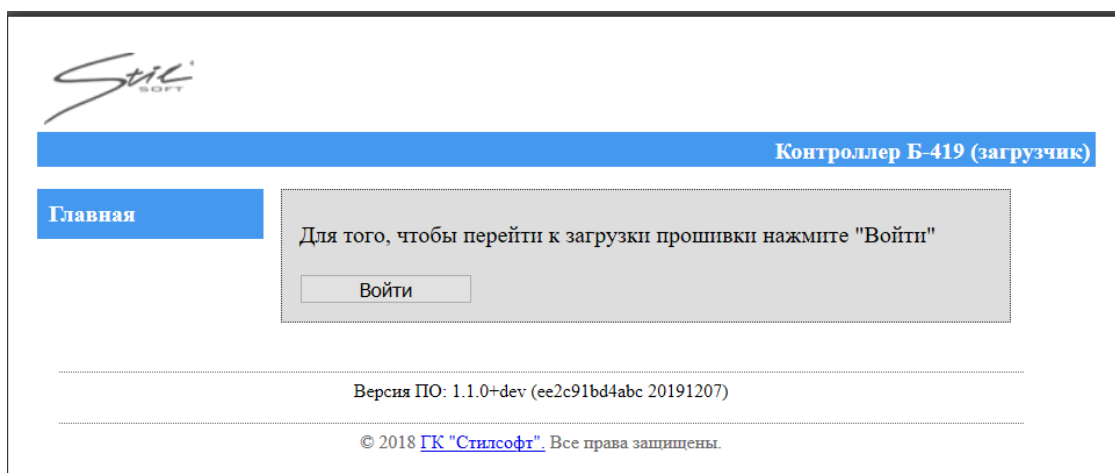 Stil
SOFT
Контроллер Б-419 (загрузчик)
Главная
Для того, чтобы перейти к загрузки прошивки нажмите "Войти"
Войти
Версия ПО: 1.1.0+dev (ee2c91bd4abc 20191207)
© 2018 ГК "Стилсофт". Все права защищены.